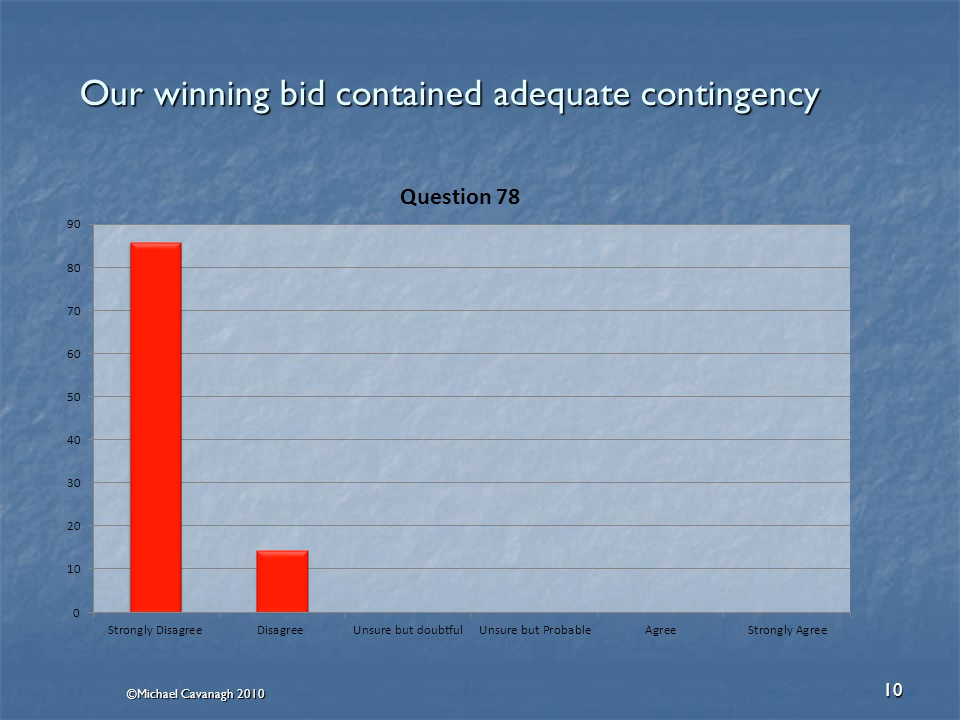 Our winning bid contained adequate contingency
Question 78
90
80
70
60
50
40
30
20
10
0
Strongly Disagree Disagree Unsure but doubtful Unsure but Probable Agree Strongly Agree
©Michael Cavanagh 2010
10